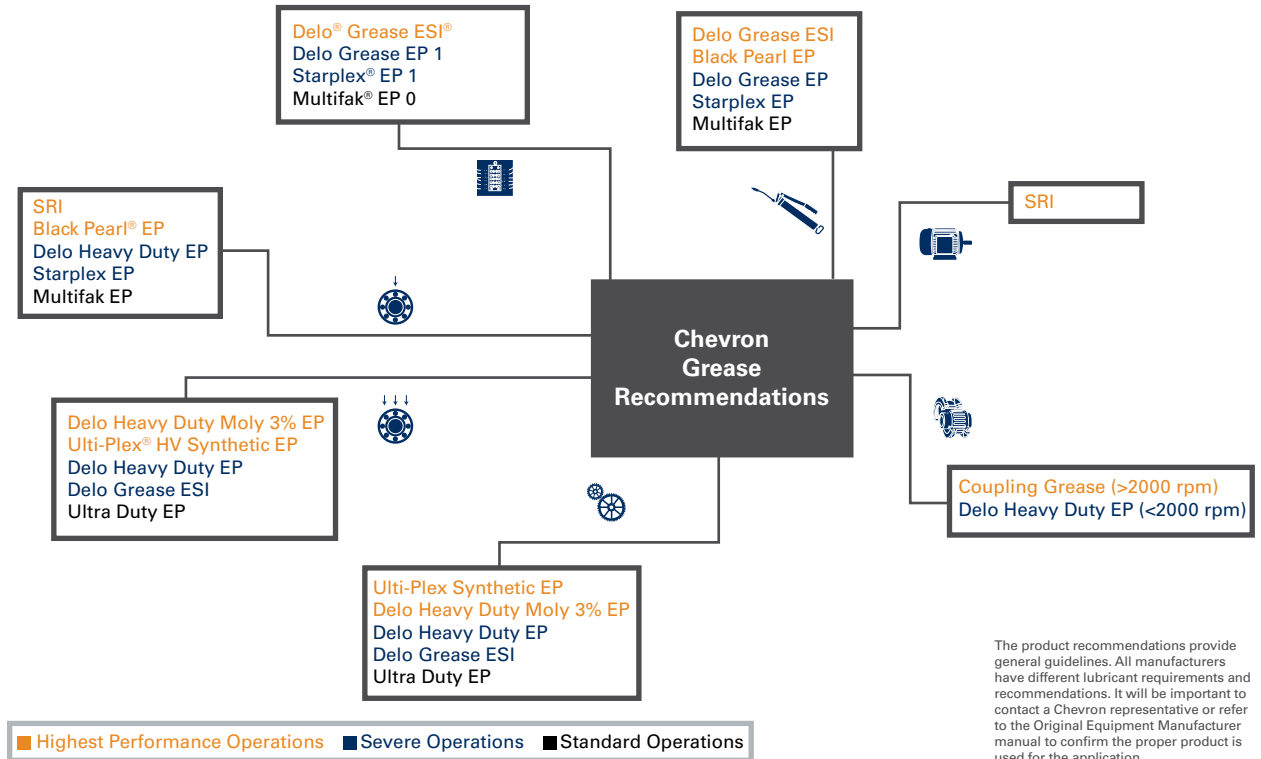 Delo® Grease ESI®
Delo Grease EP 1
Starplex® EP 1
Multifak® EP 0
Delo Grease ESI
Black Pearl EP
Delo Grease EP
Starplex EP
Multifak EP
SRI
Black Pearl® EP
Delo Heavy Duty EP
Starplex EP
Multifak EP
SRI
Chevron
Grease
Recommendations
Delo Heavy Duty Moly 3% EP
Ulti-Plex® HV Synthetic EP
Delo Heavy Duty EP
Delo Grease ESI
Ultra Duty EP
Coupling Grease (>2000 rpm)
Delo Heavy Duty EP (<2000 rpm)
Ulti-Plex Synthetic EP
Delo Heavy Duty Moly 3% EP
Delo Heavy Duty EP
Delo Grease ESI
Ultra Duty EP
The product recommendations provide
general guidelines. All manufacturers
have different lubricant requirements and
recommendations. It will be important to
contact a Chevron representative or refer
to the Original Equipment Manufacturer
manual to confirm the proper product is
used for the application.
Highest Performance Operations Severe Operations Standard Operations